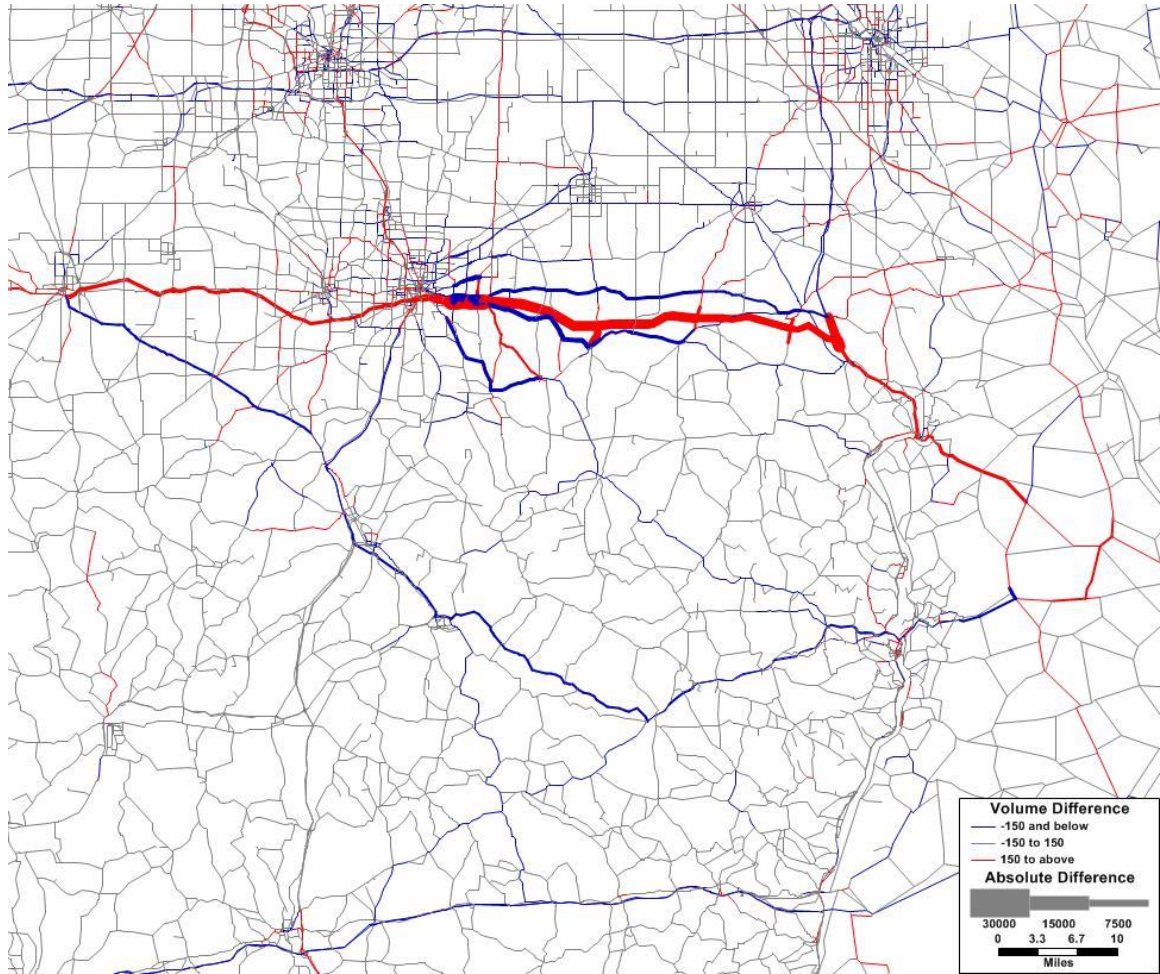 Volume Difference
-150 and below
-150 to 150
150 to above
Absolute Difference
30000 15000 7500
0 3.3 6.7 10
Miles